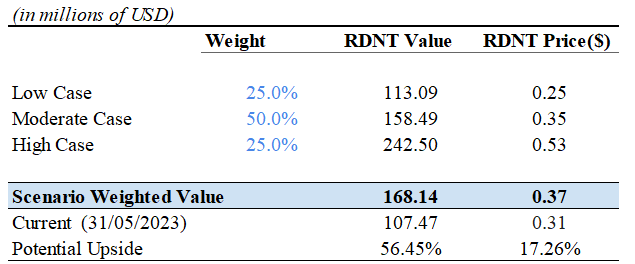 (in millions of USD)
Weight RDNT Value RDNT Price($)
Low Case 25.0% 113.09 0.25
Moderate Case 50.0% 158.49 0.35
High Case 25.0% 242.50 0.53
Scenario Weighted Value 168.14 0.37
Current (31/05/2023) 107.47 0.31
Potential Upside 56.45% 17.26%